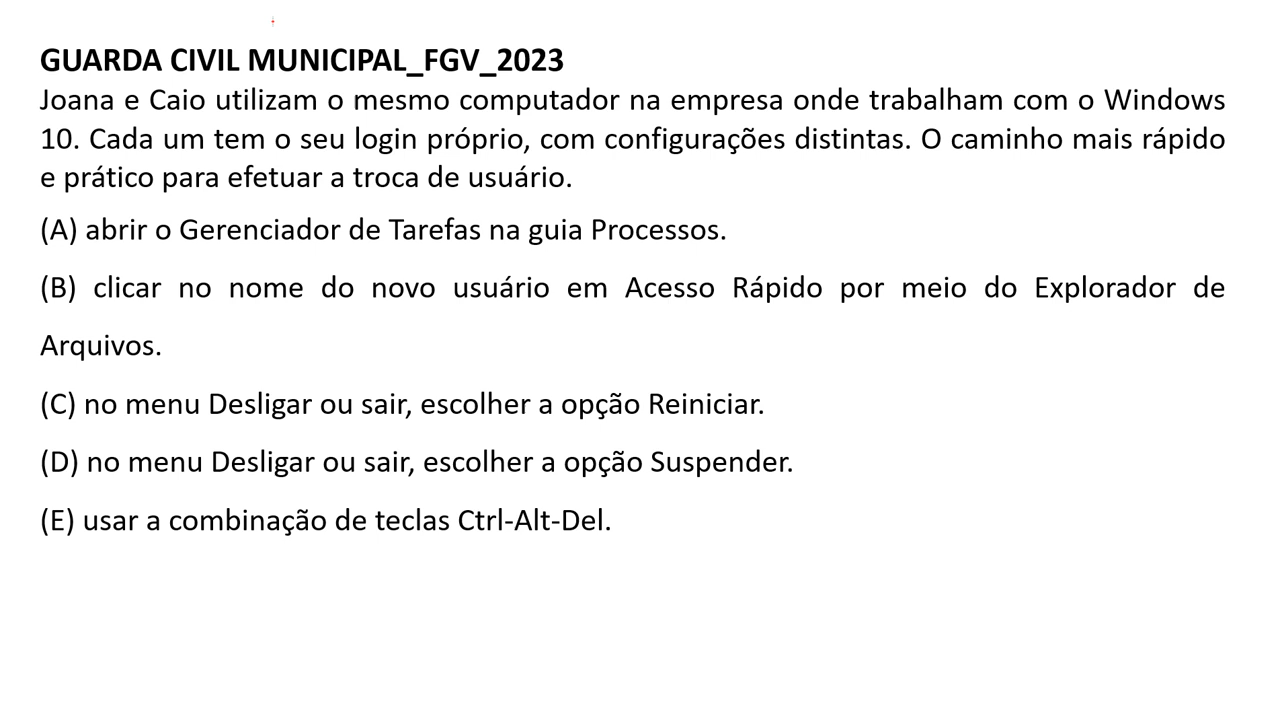 GUARDA CIVIL MUNICIPAL_FGV_2023
Joana e Caio utilizam o mesmo computador na empresa onde trabalham com o Windows
10. Cada um tem o seu login próprio, com configurações distintas. O caminho mais rápido
e prático para efetuar a troca de usuário.
(A) abrir o Gerenciador de Tarefas na guia Processos.
(B) clicar no nome do novo usuário em Acesso Rápido por meio do Explorador de
Arquivos.
(C) no menu Desligar ou sair, escolher a opção Reiniciar.
(D) no menu Desligar ou sair, escolher a opção Suspender.
(E) usar a combinação de teclas Ctrl-Alt-Del.